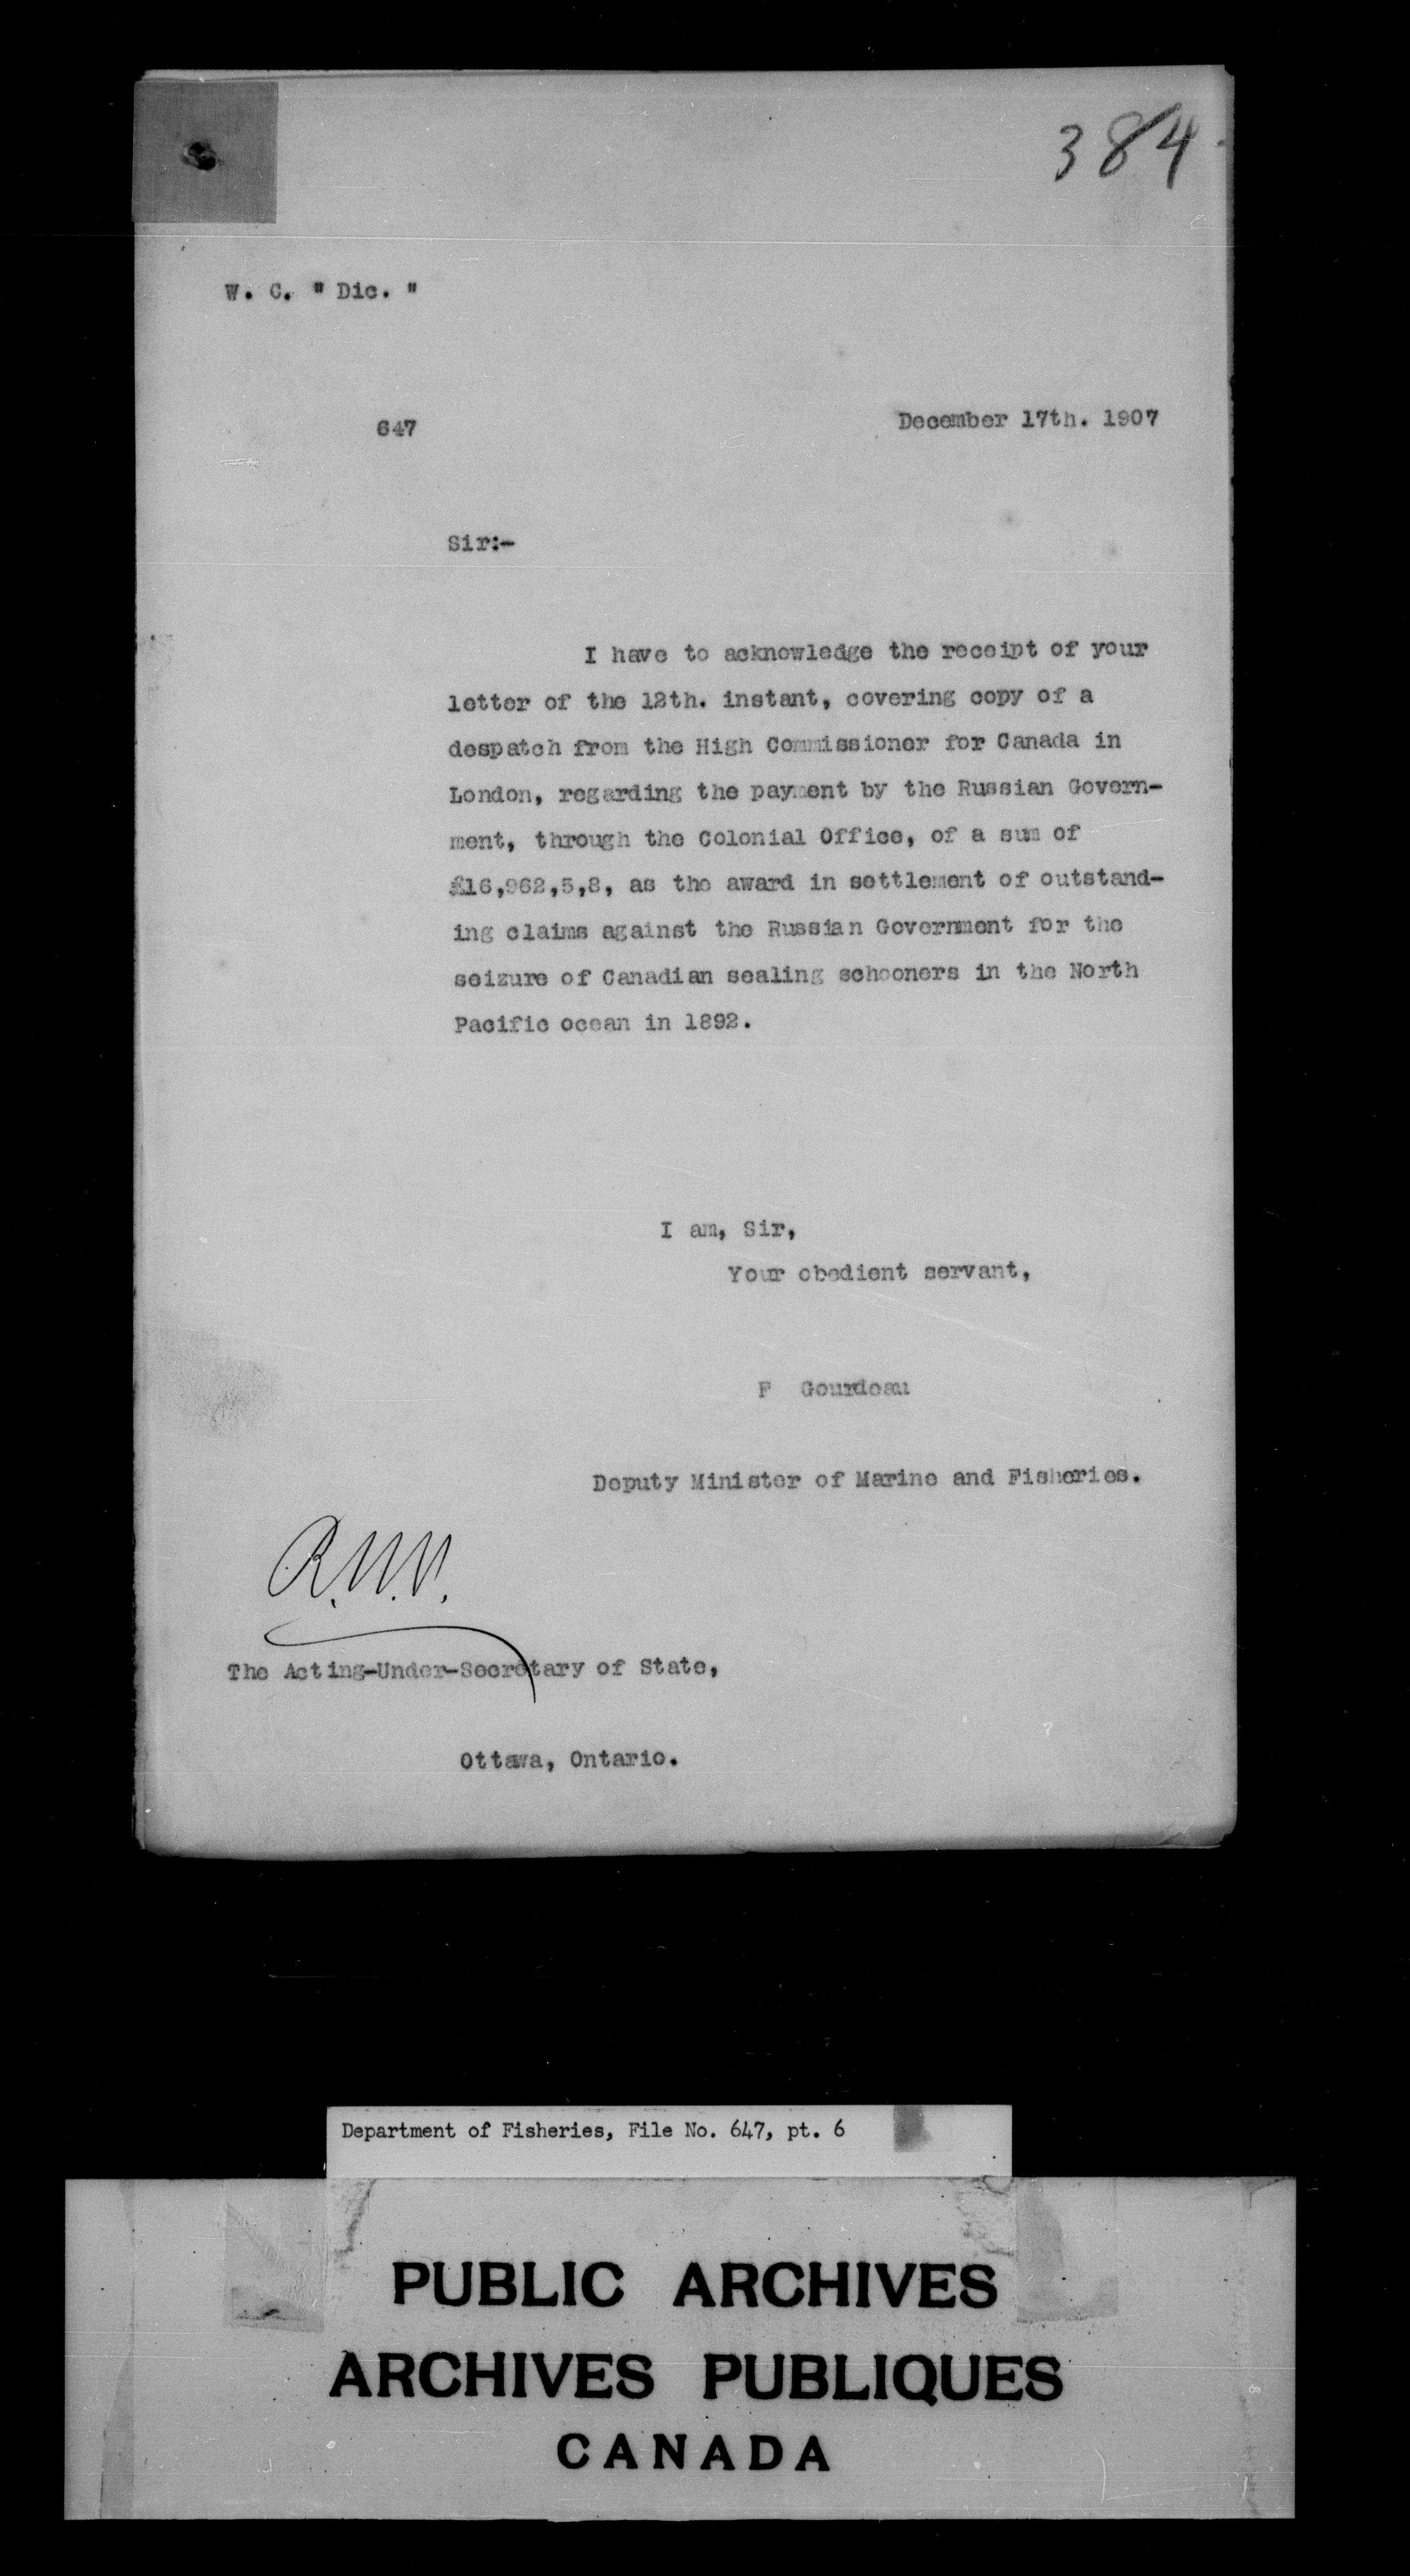 384
W. C. " Dic. "
647
December 17th. 1907
Sir:-
I have to acknowledge the receipt of your
letter of the 12th. instant, covering copy of a
despatch from the High Commissioner for Canada in
London, regarding the payment by the Russian Govern-
ment, through the Colonial Office, of a sum of
£16,962,5,8, as the award in settlement of outstand-
ing claims against the Russian Government for the
seizure of Canadian sealing schooners in the North
Pacific ocean in 1892.
I am, Sir,
Your obedient servant,
F Gourdeau
Deputy Minister of Marine and Fisheries.
The Acting-Under-Secretary of State,
Ottawa, Ontario.
Department of Fisheries, File No. 647, pt. 6
PUBLIC ARCHIVES
ARCHIVES PUBLIQUES
CANADA